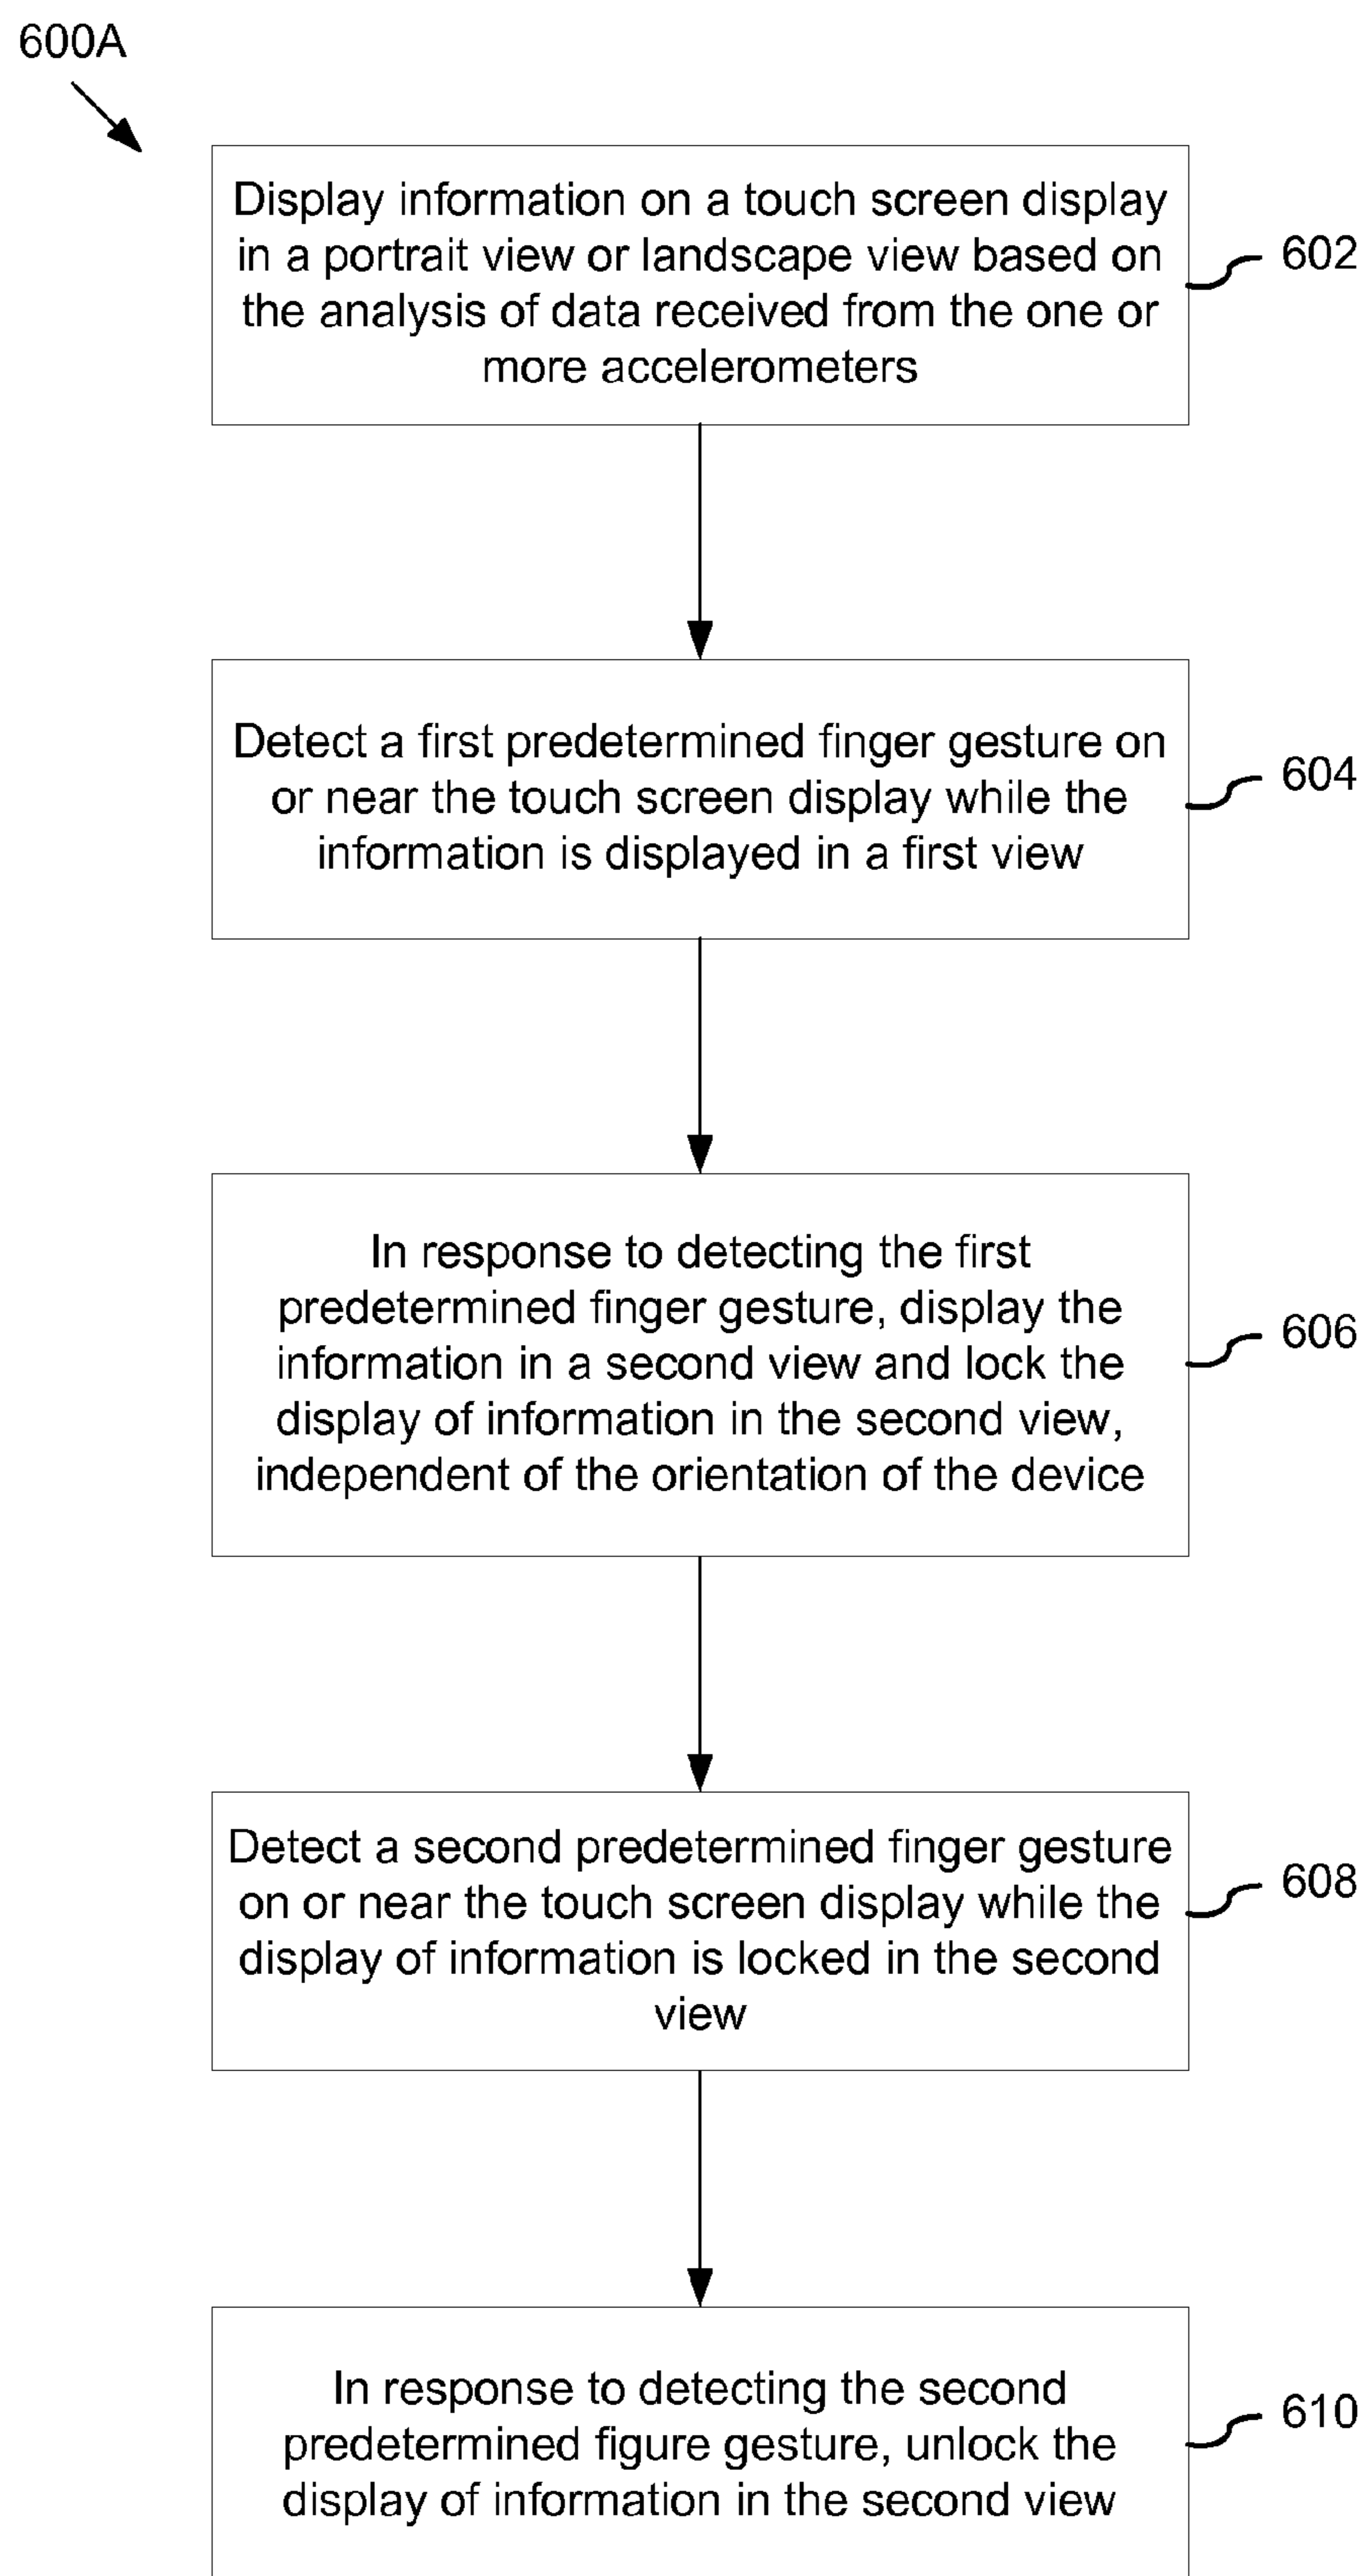 600A
Display information on a touch screen display
in a portrait view or landscape view based on
the analysis of data received from the one or
more accelerometers
602
Detect a first predetermined finger gesture on
or near the touch screen display while the
information is displayed in a first view
604
In response to detecting the first
predetermined finger gesture, display the
information in a second view and lock the
display of information in the second view,
independent of the orientation of the device
606
Detect a second predetermined finger gesture
on or near the touch screen display while the
display of information is locked in the second
view
608
In response to detecting the second
predetermined figure gesture, unlock the
display of information in the second view
610